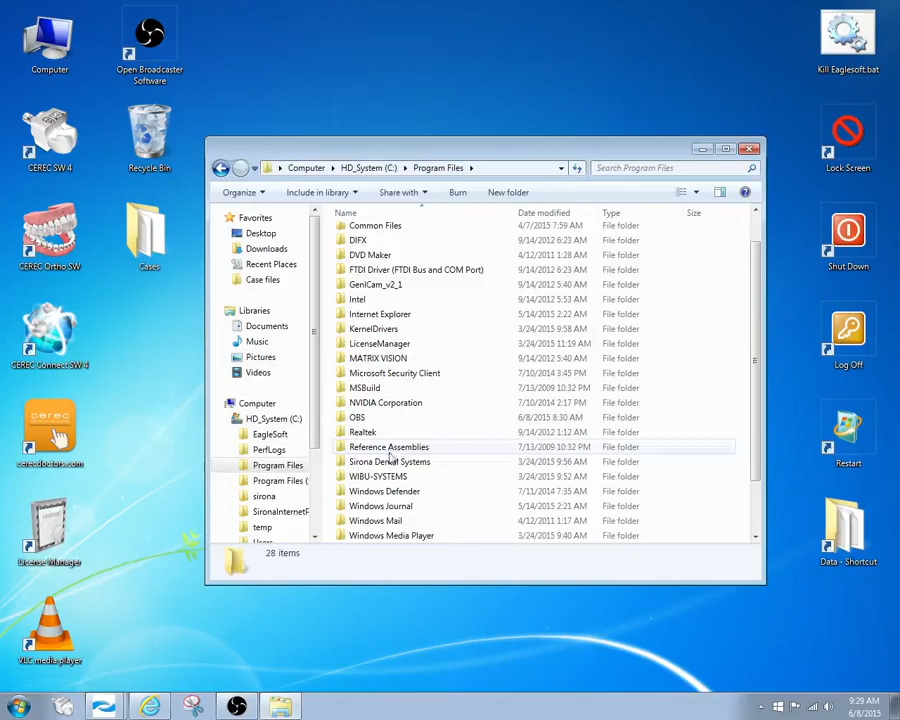 Computer
Open Broadcaster
Software
Kill Eaglesoft.bat
CEREC SW 4
Recycle Bin
Lock Screen
CEREC Ortho SW
Cases
Shut Down
CEREC Connect SW 4
Log Off
cerec
doctors.com
cerecdoctors.com
Restart
License Manager
Data - Shortcut
VLC media player
Computer
HD_System (C:)
Program Files
Search Program Files
Organize
Include in library
Share with
Burn
New folder
Favorites
Desktop
Downloads
Recent Places
Case files
Libraries
Documents
Music
Pictures
Videos
Computer
HD_System (C:)
EagleSoft
PerfLogs
Program Files
Program Files (
sirona
SironaInternetP
temp
Users
Name Date modified Type Size
Common Files 4/7/2015 7:59 AM File folder
DIFX 9/14/2012 6:23 AM File folder
DVD Maker 4/12/2011 1:28 AM File folder
FTDI Driver (FTDI Bus and COM Port) 9/14/2012 6:23 AM File folder
GenICam_v2_1 9/14/2012 5:40 AM File folder
Intel 9/14/2012 5:53 AM File folder
Internet Explorer 5/14/2015 2:22 AM File folder
KernelDrivers 3/24/2015 9:58 AM File folder
LicenseManager 3/24/2015 11:19 AM File folder
MATRIX VISION 9/14/2012 5:40 AM File folder
Microsoft Security Client 7/10/2014 3:45 PM File folder
MSBuild 7/13/2009 10:32 PM File folder
NVIDIA Corporation 7/10/2014 2:17 PM File folder
OBS 6/8/2015 8:30 AM File folder
Realtek 9/14/2012 1:12 AM File folder
Reference Assemblies 7/13/2009 10:32 PM File folder
Sirona Dental Systems 3/24/2015 9:56 AM File folder
WIBU-SYSTEMS 3/24/2015 9:52 AM File folder
Windows Defender 7/11/2014 7:35 AM File folder
Windows Journal 5/14/2015 2:21 AM File folder
Windows Mail 4/12/2011 1:17 AM File folder
Windows Media Player 3/24/2015 9:40 AM File folder
28 items
9:29 AM
6/8/2015